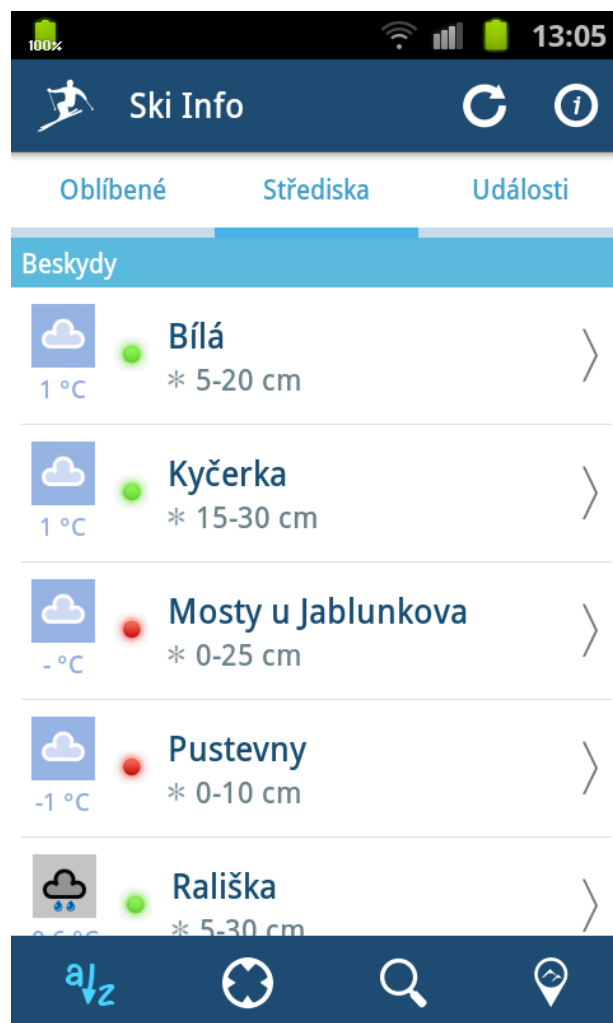 100%
13:05
Ski Info
Oblíbené
Střediska
Události
Beskydy
Bílá
5-20 cm
1 °C
Kyčerka
15-30 cm
1 °C
Mosty u Jablunkova
0-25 cm
- °C
Pustevny
0-10 cm
-1 °C
Rališka
5-30 cm
a
z